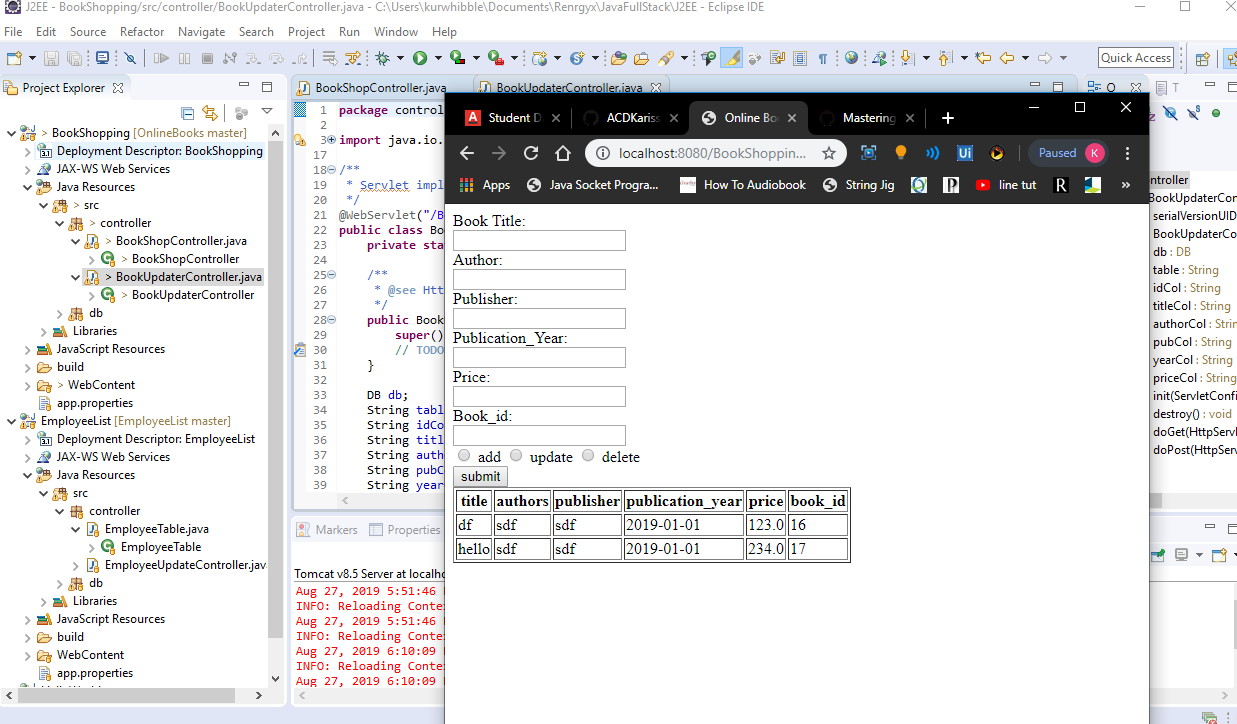 J2EE - BookShopping/src/controller/BookUpdaterController.java - C:\Users\kurwhibble\Documents\Renrgyx\JavaFullStack\J2EE - Eclipse IDE
File Edit Source Refactor Navigate Search Project Run Window Help
Quick Access
Project Explorer
> BookShopping [OnlineBooks master]
Deployment Descriptor: BookShopping
JAX-WS Web Services
Java Resources
> src
> controller
> BookShopController.java
> BookShopController
> BookUpdaterController.java
> BookUpdaterController
db
Libraries
JavaScript Resources
build
> WebContent
app.properties
EmployeeList [EmployeeList master]
Deployment Descriptor: EmployeeList
JAX-WS Web Services
Java Resources
src
controller
EmployeeTable.java
EmployeeTable
EmployeeUpdateController.java
db
Libraries
JavaScript Resources
build
WebContent
app.properties
BookShopController.java BookUpdaterController.java
1 package control
2
3 import java.io.
17
18 /**
19 * Servlet impl
20 */
21 @WebServlet("/B
22 public class Bo
23 private sta
24
25 /**
26 * @see Htt
27 */
28 public Book
29 super()
30 // TODO
31 }
32
33 DB db;
34 String tabl
35 String idCo
36 String titl
37 String auth
38 String pubC
39 String year
Markers Properties
Tomcat v8.5 Server at localho
Aug 27, 2019 5:51:46
INFO: Reloading Conte
Aug 27, 2019 5:51:46
INFO: Reloading Conte
Aug 27, 2019 6:10:09
INFO: Reloading Conte
Aug 27, 2019 6:10:09
Student D ACDKariss Online Boo Mastering
localhost:8080/BookShoppin... Ui Paused K
Apps Java Socket Progra... How To Audiobook String Jig P line tut R »
Book Title:
Author:
Publisher:
Publication_Year:
Price:
Book_id:
add update delete
submit
title authors publisher publication_year price book_id
df sdf sdf 2019-01-01 123.0 16
hello sdf sdf 2019-01-01 234.0 17
ntroller
BookUpdaterCon
serialVersionUID
BookUpdaterCo
db : DB
table : String
idCol : String
titleCol : String
authorCol : Strin
pubCol : String
yearCol : String
priceCol : String
init(ServletConfi
destroy() : void
doGet(HttpServl
doPost(HttpServ